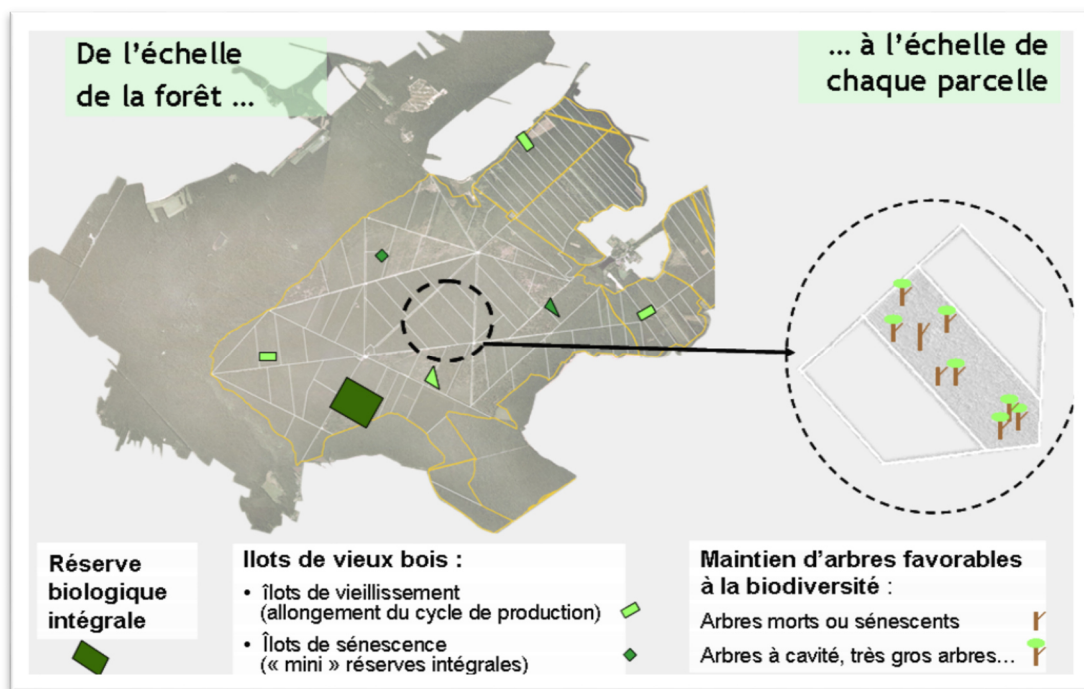 De l'échelle
de la forêt ...
... à l'échelle de
chaque parcelle
Réserve
biologique
intégrale
Ilots de vieux bois :
• îlots de vieillissement
(allongement du cycle de production)
• Îlots de sénescence
(« mini » réserves intégrales)
Maintien d'arbres favorables
à la biodiversité :
Arbres morts ou sénescents
Arbres à cavité, très gros arbres...